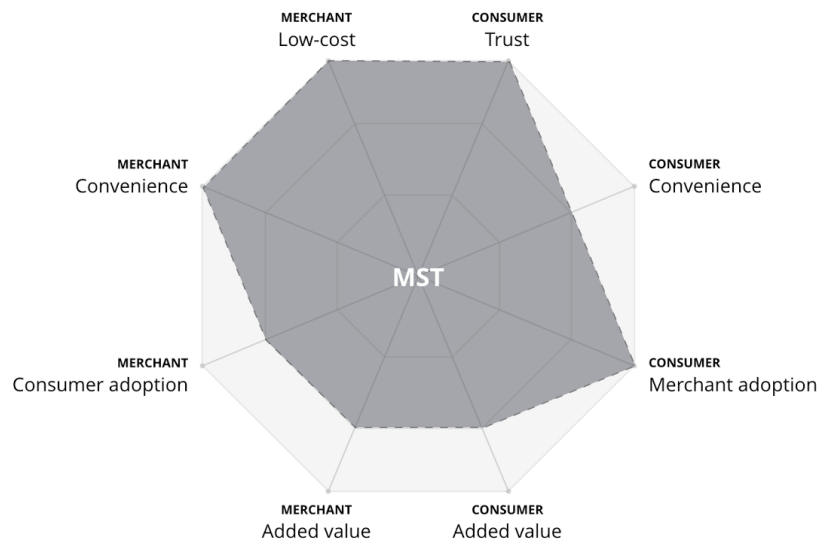 MERCHANT
Low-cost
CONSUMER
Trust
MERCHANT
Convenience
CONSUMER
Convenience
MST
MERCHANT
Consumer adoption
CONSUMER
Merchant adoption
MERCHANT
Added value
CONSUMER
Added value